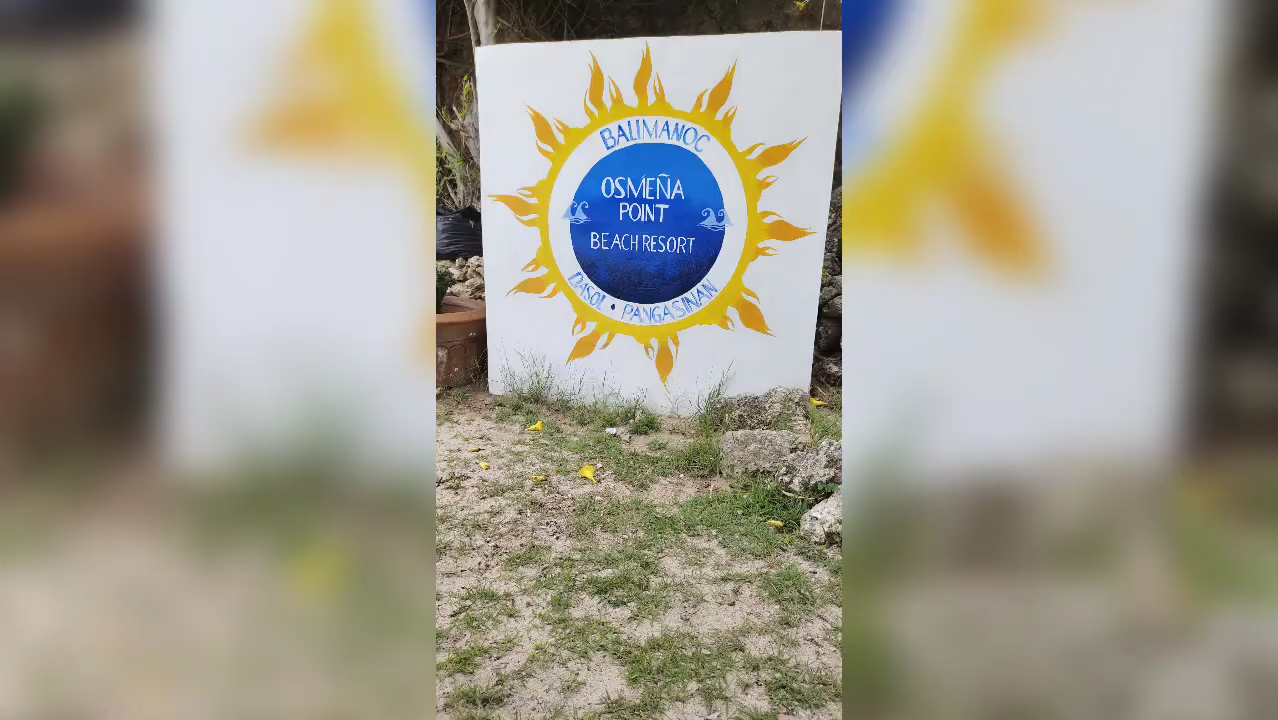 BALIMANOC
OSMEÑA
POINT
BEACH RESORT
DASOL • PANGASINAN